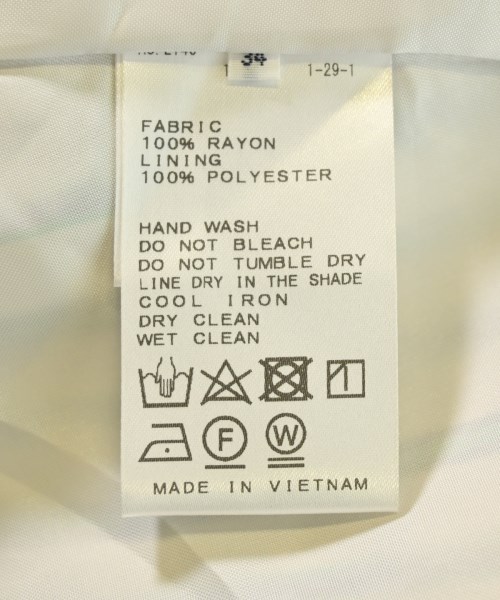 34
1-29-1
FABRIC
100% RAYON
LINING
100% POLYESTER
HAND WASH
DO NOT BLEACH
DO NOT TUMBLE DRY
LINE DRY IN THE SHADE
COOL IRON
DRY CLEAN
WET CLEAN
F W
MADE IN VIETNAM